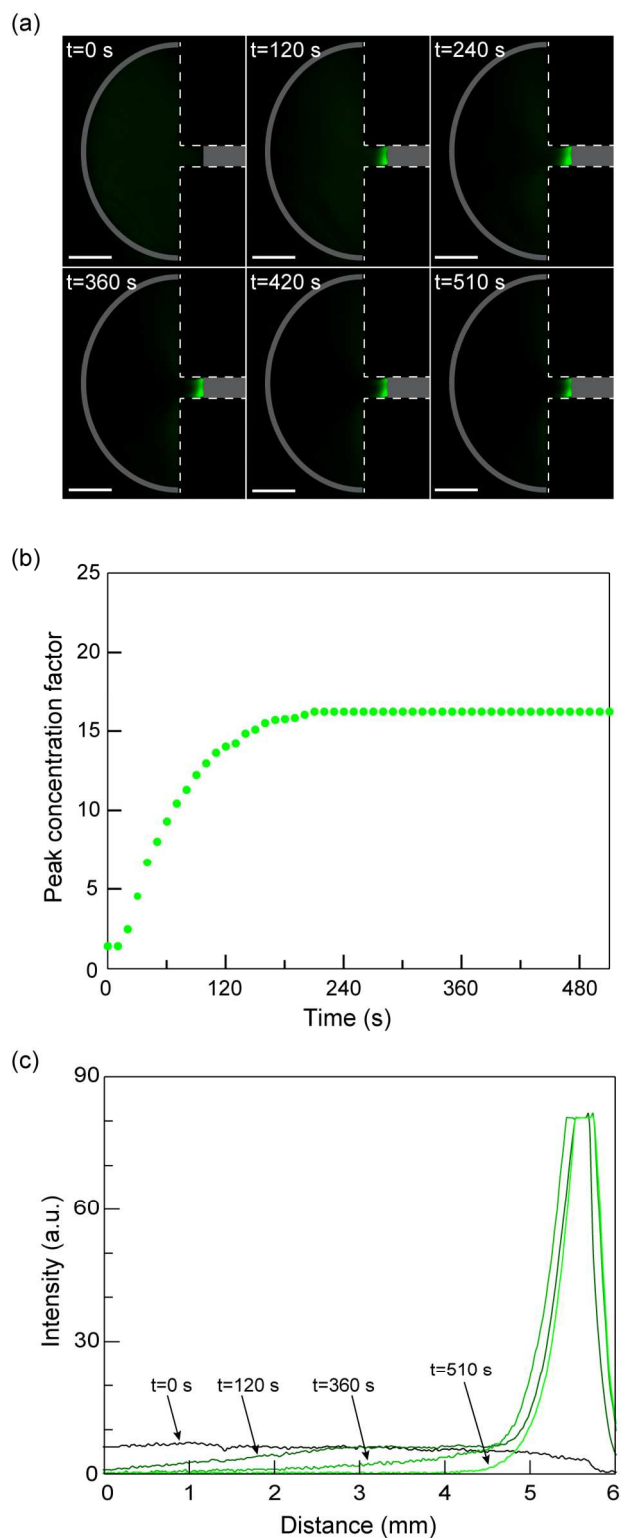 (a)
t=0 s t=120 s t=240 s
t=360 s t=420 s t=510 s
(b)
25
20
15
10
5
0
Peak concentration factor
0 120 240 360 480
Time (s)
(c)
90
60
30
0
Intensity (a.u.)
t=0 s t=120 s t=360 s t=510 s
0 1 2 3 4 5 6
Distance (mm)